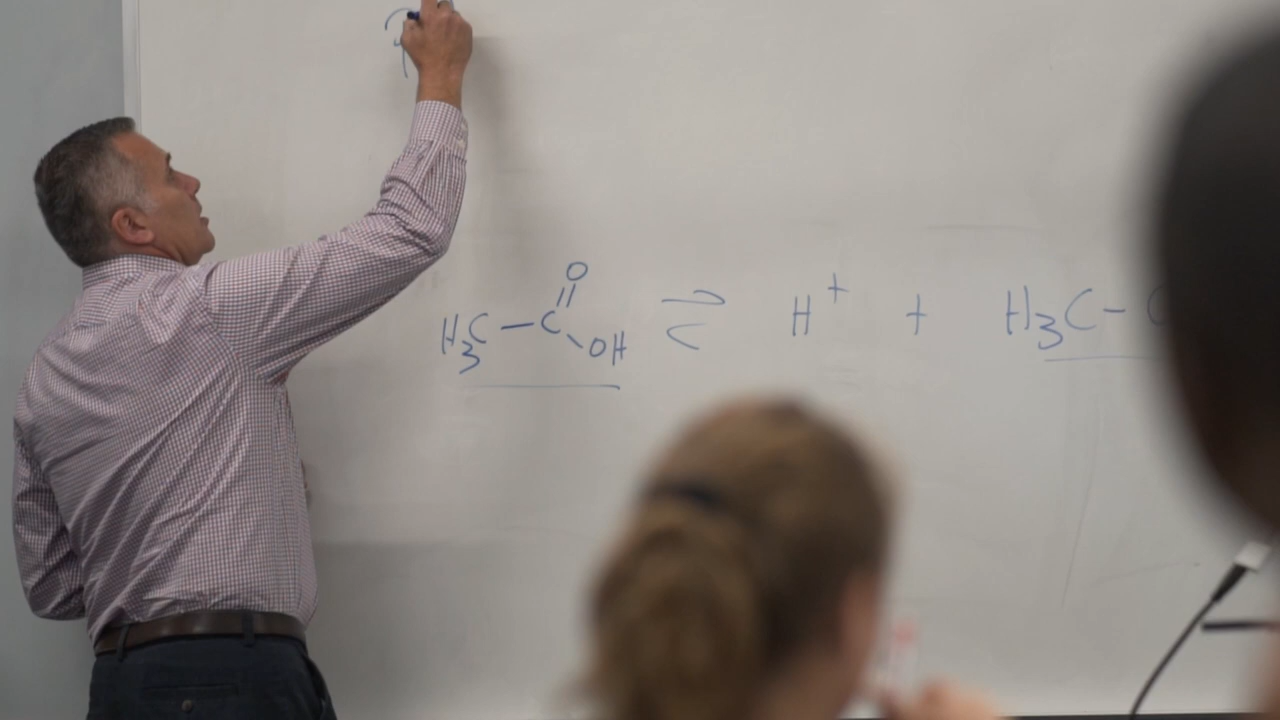 O
H3C — C — OH ⇌ H+ + H3C –